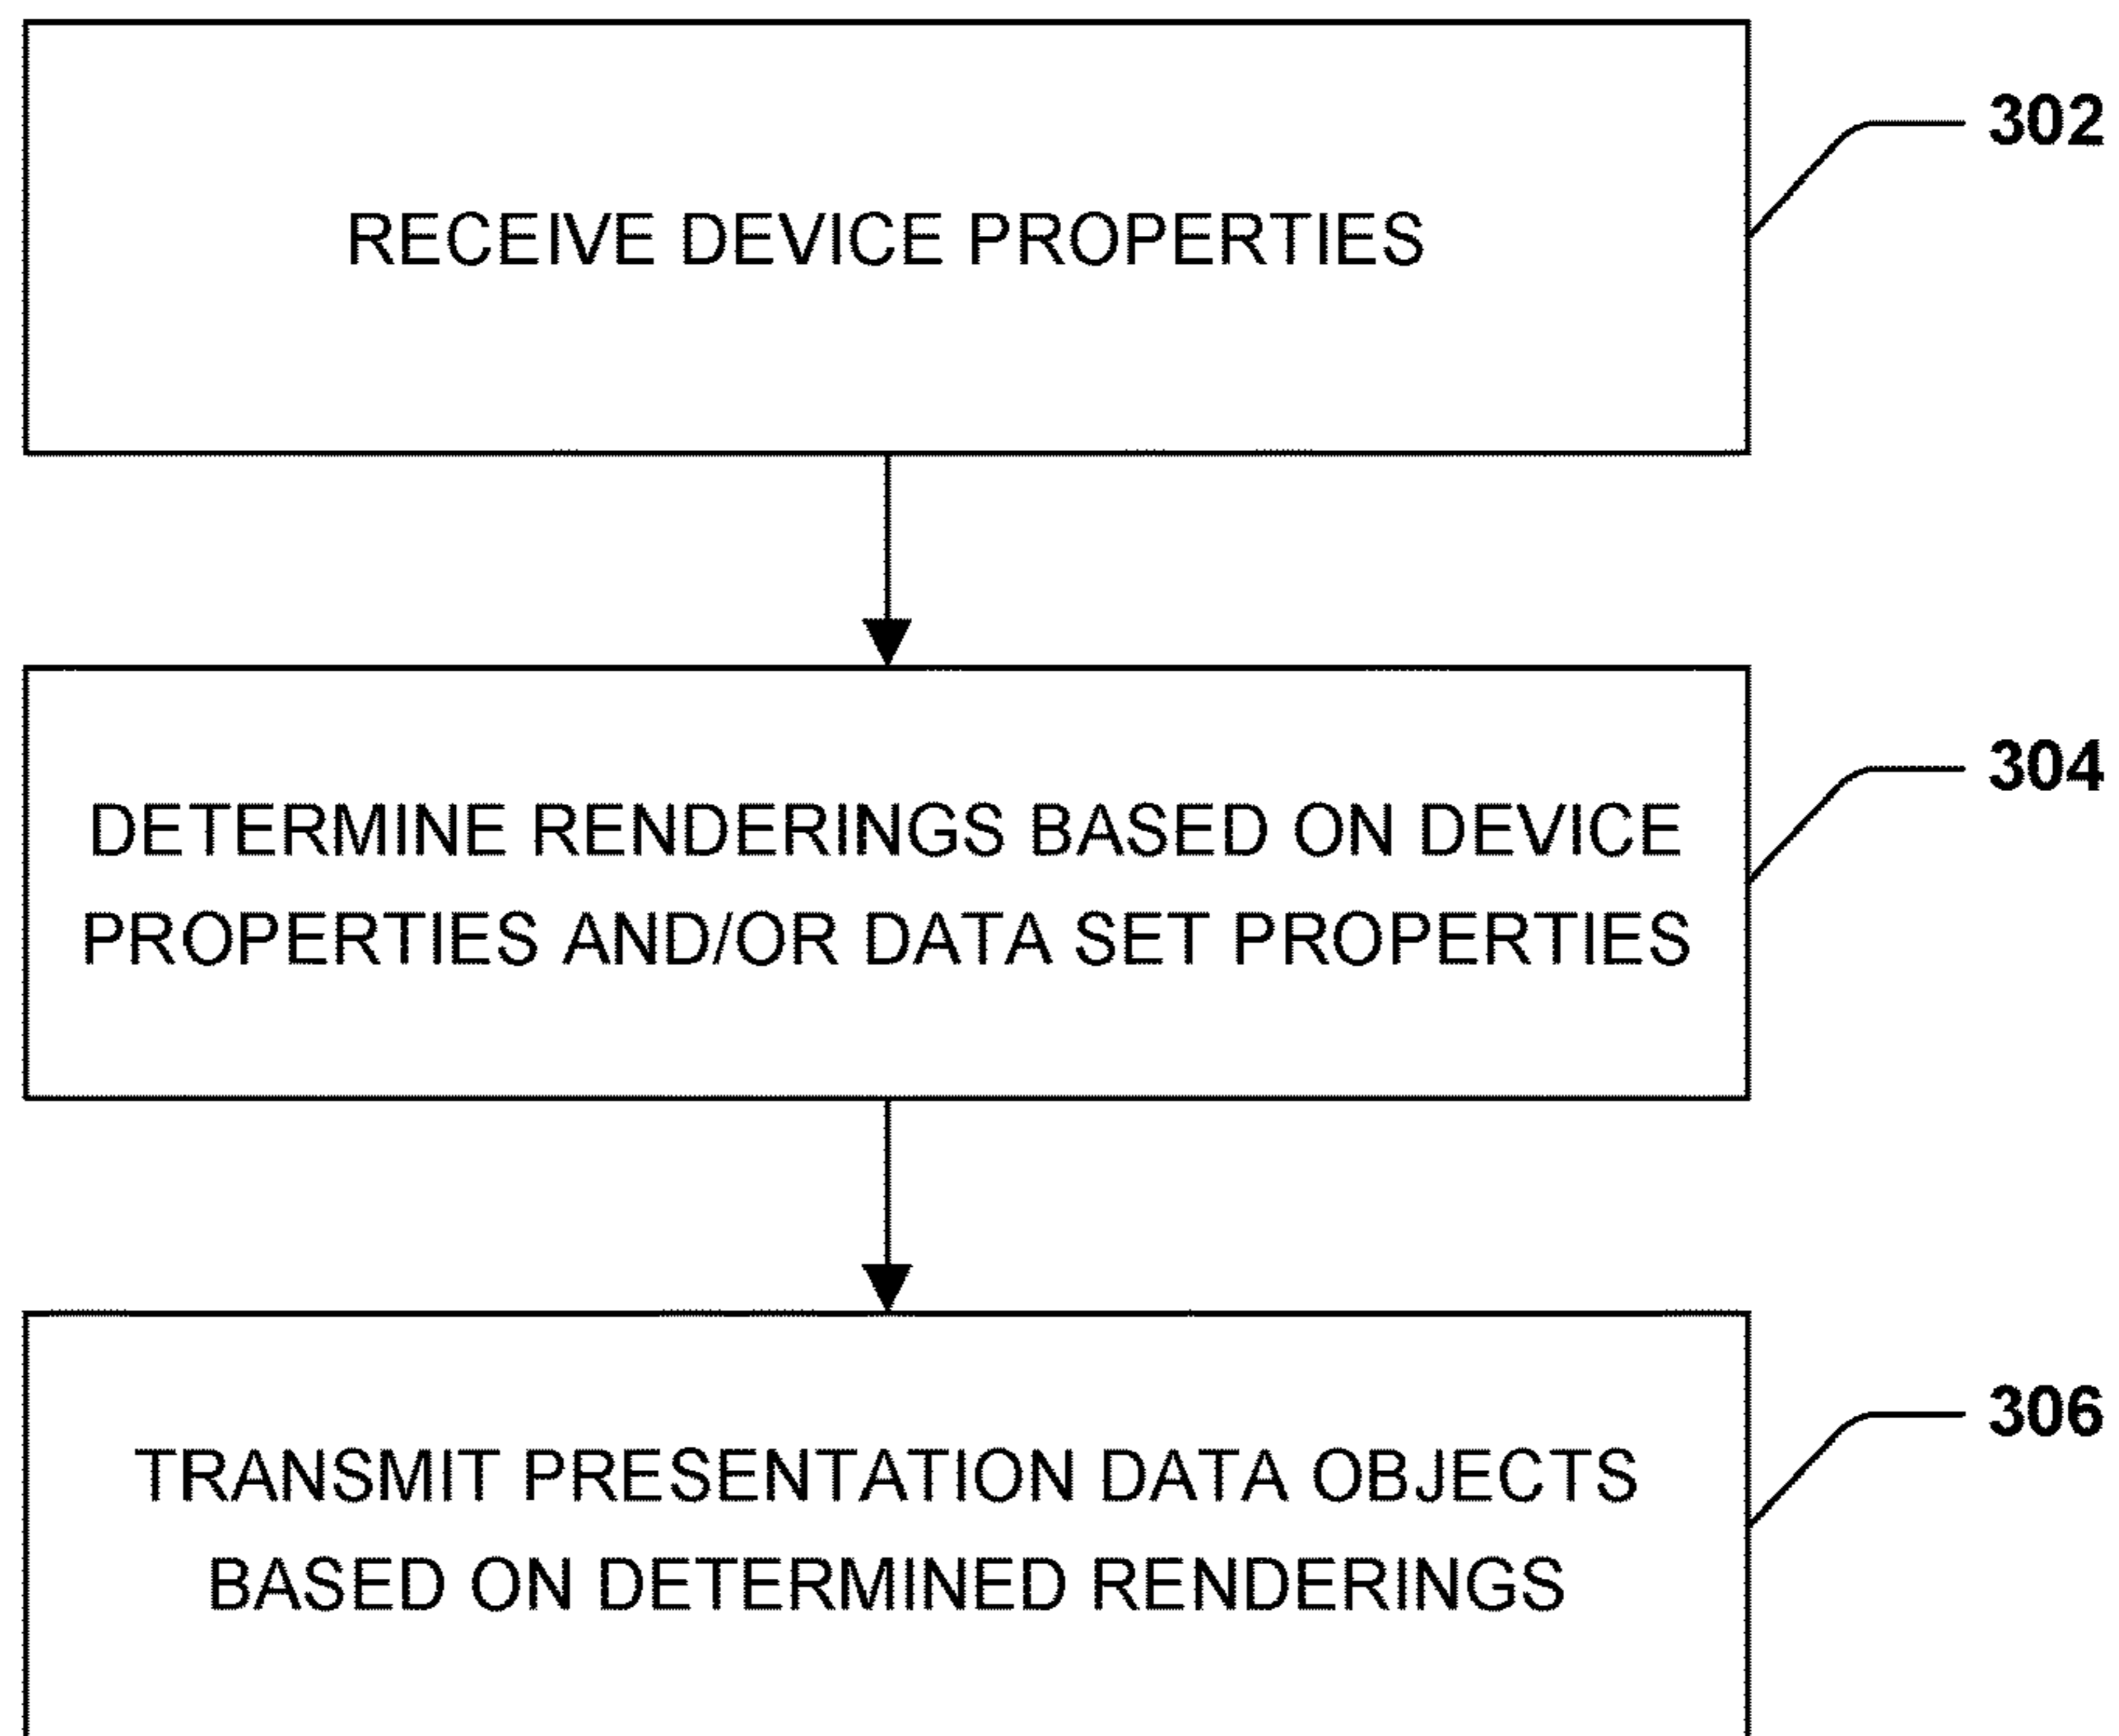 302
RECEIVE DEVICE PROPERTIES
304
DETERMINE RENDERINGS BASED ON DEVICE
PROPERTIES AND/OR DATA SET PROPERTIES
306
TRANSMIT PRESENTATION DATA OBJECTS
BASED ON DETERMINED RENDERINGS